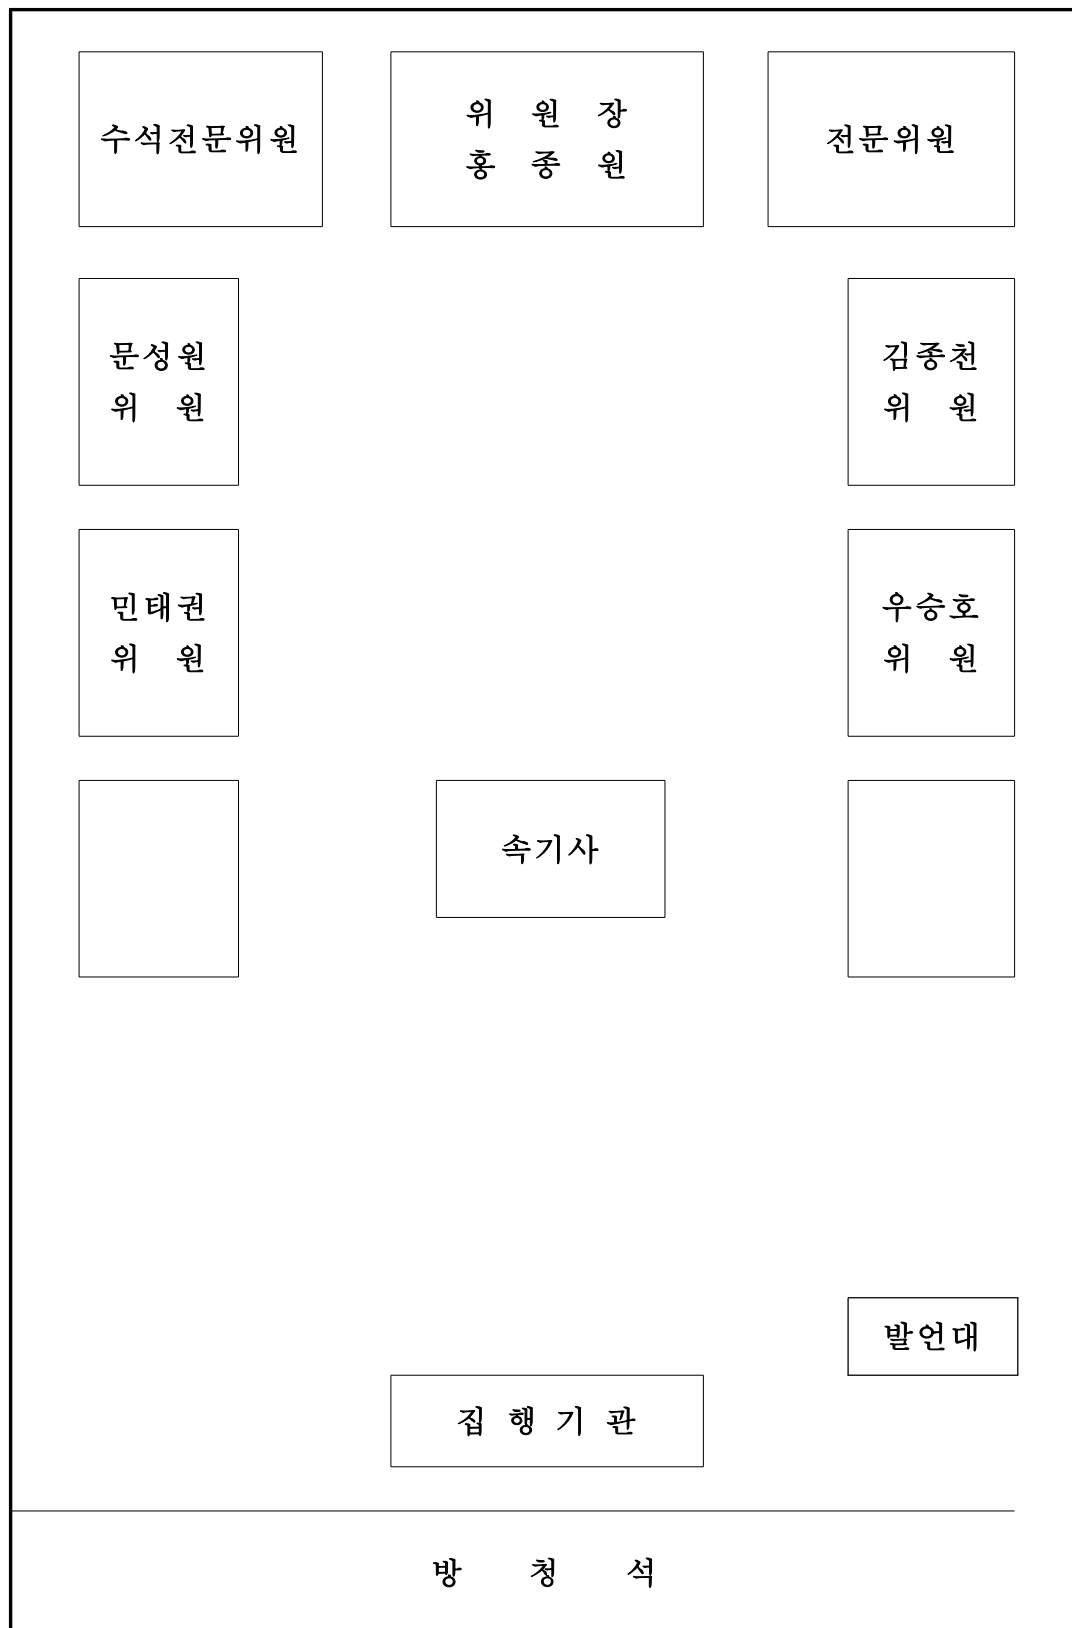 수석전문위원
위 원 장
홍 종 원
전문위원
문성원
위 원
김종천
위 원
민태권
위 원
우승호
위 원
속기사
발언대
집 행 기 관
방 청 석